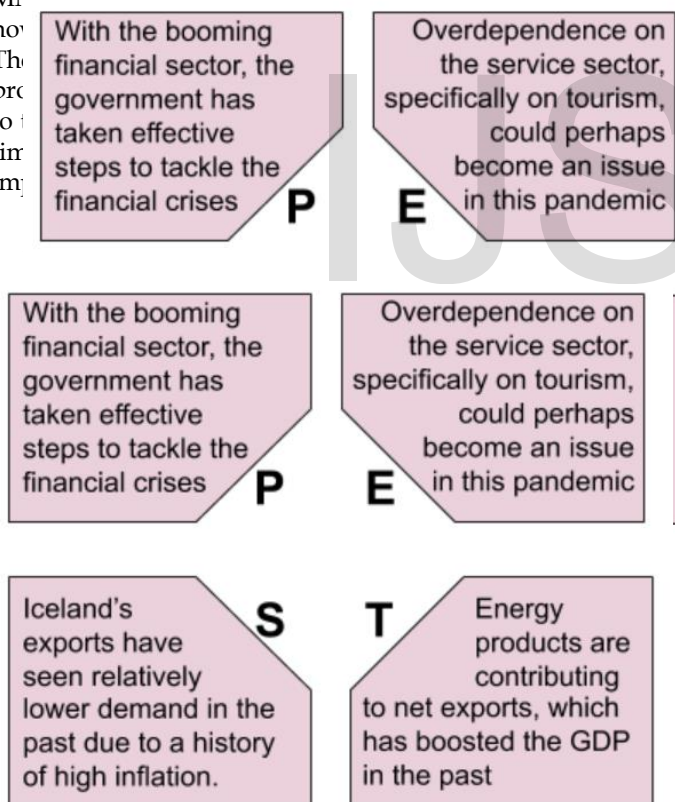 With the booming
financial sector, the
government has
taken effective
steps to tackle the
financial crises
P
Overdependence on
the service sector,
specifically on tourism,
could perhaps
become an issue
in this pandemic
E
IJS
With the booming
financial sector, the
government has
taken effective
steps to tackle the
financial crises
P
Overdependence on
the service sector,
specifically on tourism,
could perhaps
become an issue
in this pandemic
E
Iceland's
exports have
seen relatively
lower demand in the
past due to a history
of high inflation.
S
T
Energy
products are
contributing
to net exports, which
has boosted the GDP
in the past